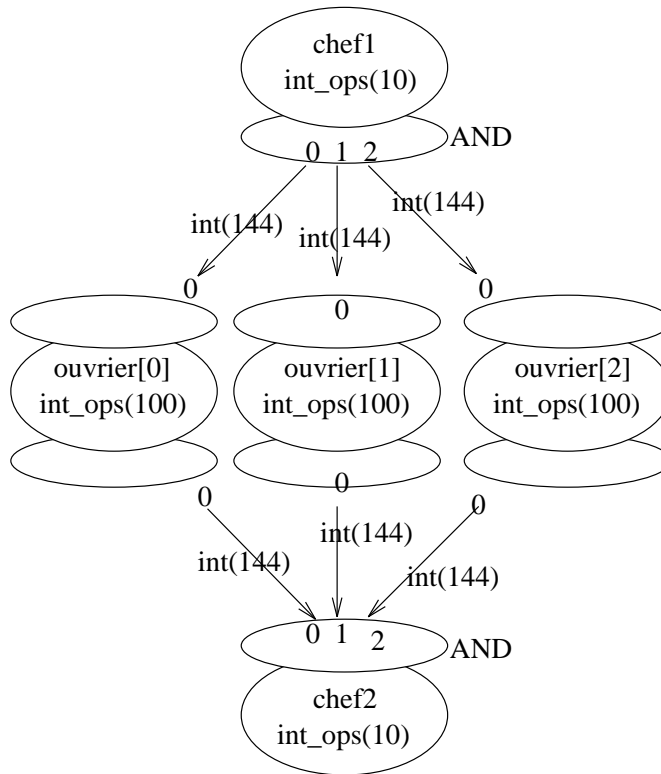 chef1
int_ops(10)
AND
0 1 2
int(144)
int(144)
int(144)
0
0
0
ouvrier[0]
int_ops(100)
ouvrier[1]
int_ops(100)
ouvrier[2]
int_ops(100)
0
0
0
int(144)
int(144)
int(144)
0 1 2
AND
chef2
int_ops(10)